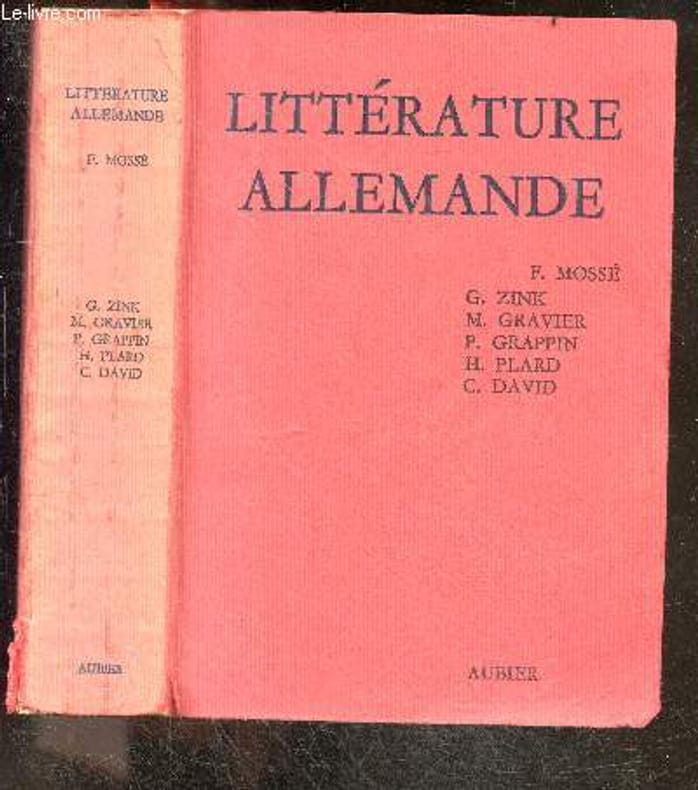 Le-livre.com
LITTÉRATURE
ALLEMANDE
F. MOSSÉ
G. ZINK
M. GRAVIER
P. GRAPPIN
H. PLARD
C. DAVID
AUBIER
LITTÉRATURE
ALLEMANDE
F. MOSSÉ
G. ZINK
M. GRAVIER
P. GRAPPIN
H. PLARD
C. DAVID
AUBIER